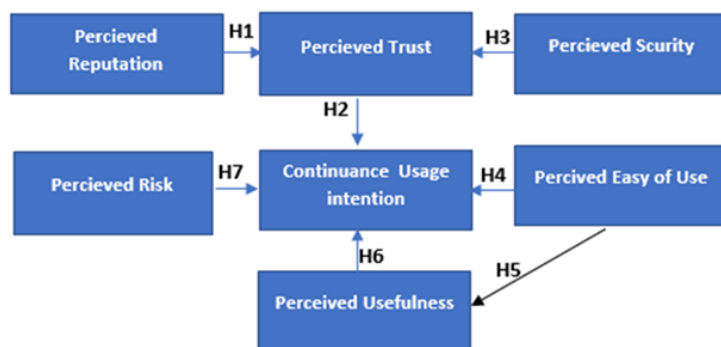 Percieved
Reputation
H1
Percieved Trust
H3
Percieved Scurity
H2
Percieved Risk
H7
Continuance Usage
intention
H4
Percived Easy of Use
H6
H5
Perceived Usefulness